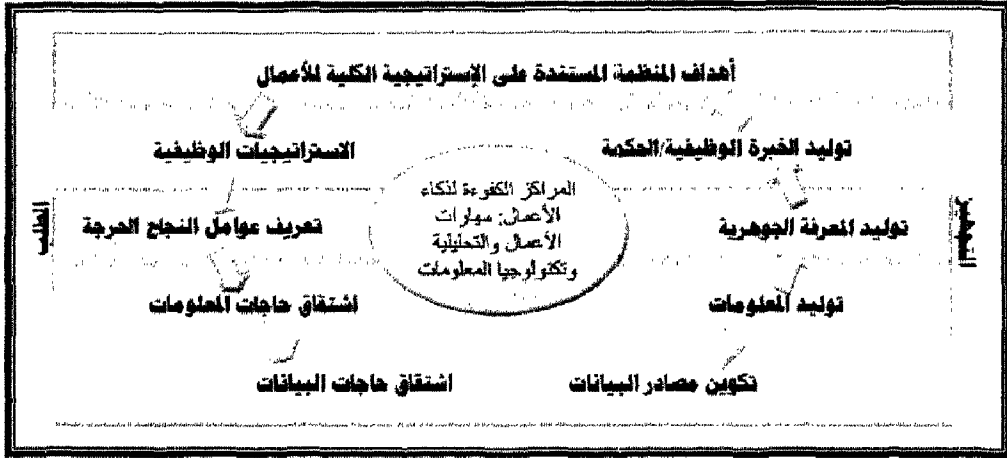 أهداف المنظمة المستندة على الإستراتيجية الكلية للأعمال
توليد الخبرة الوظيفية/الحكمة
الاستراتيجيات الوظيفية
المراكز الكفوءة لذكاء
الأعمال: مهارات
الأعمال والتحليلية
وتكنولوجيا المعلومات
التجهيز
توليد المعرفة الجوهرية
تعريف عوامل النجاح الحرجة
الطلب
توليد المعلومات
اشتقاق حاجات المعلومات
تكوين مصادر البيانات
اشتقاق حاجات البيانات